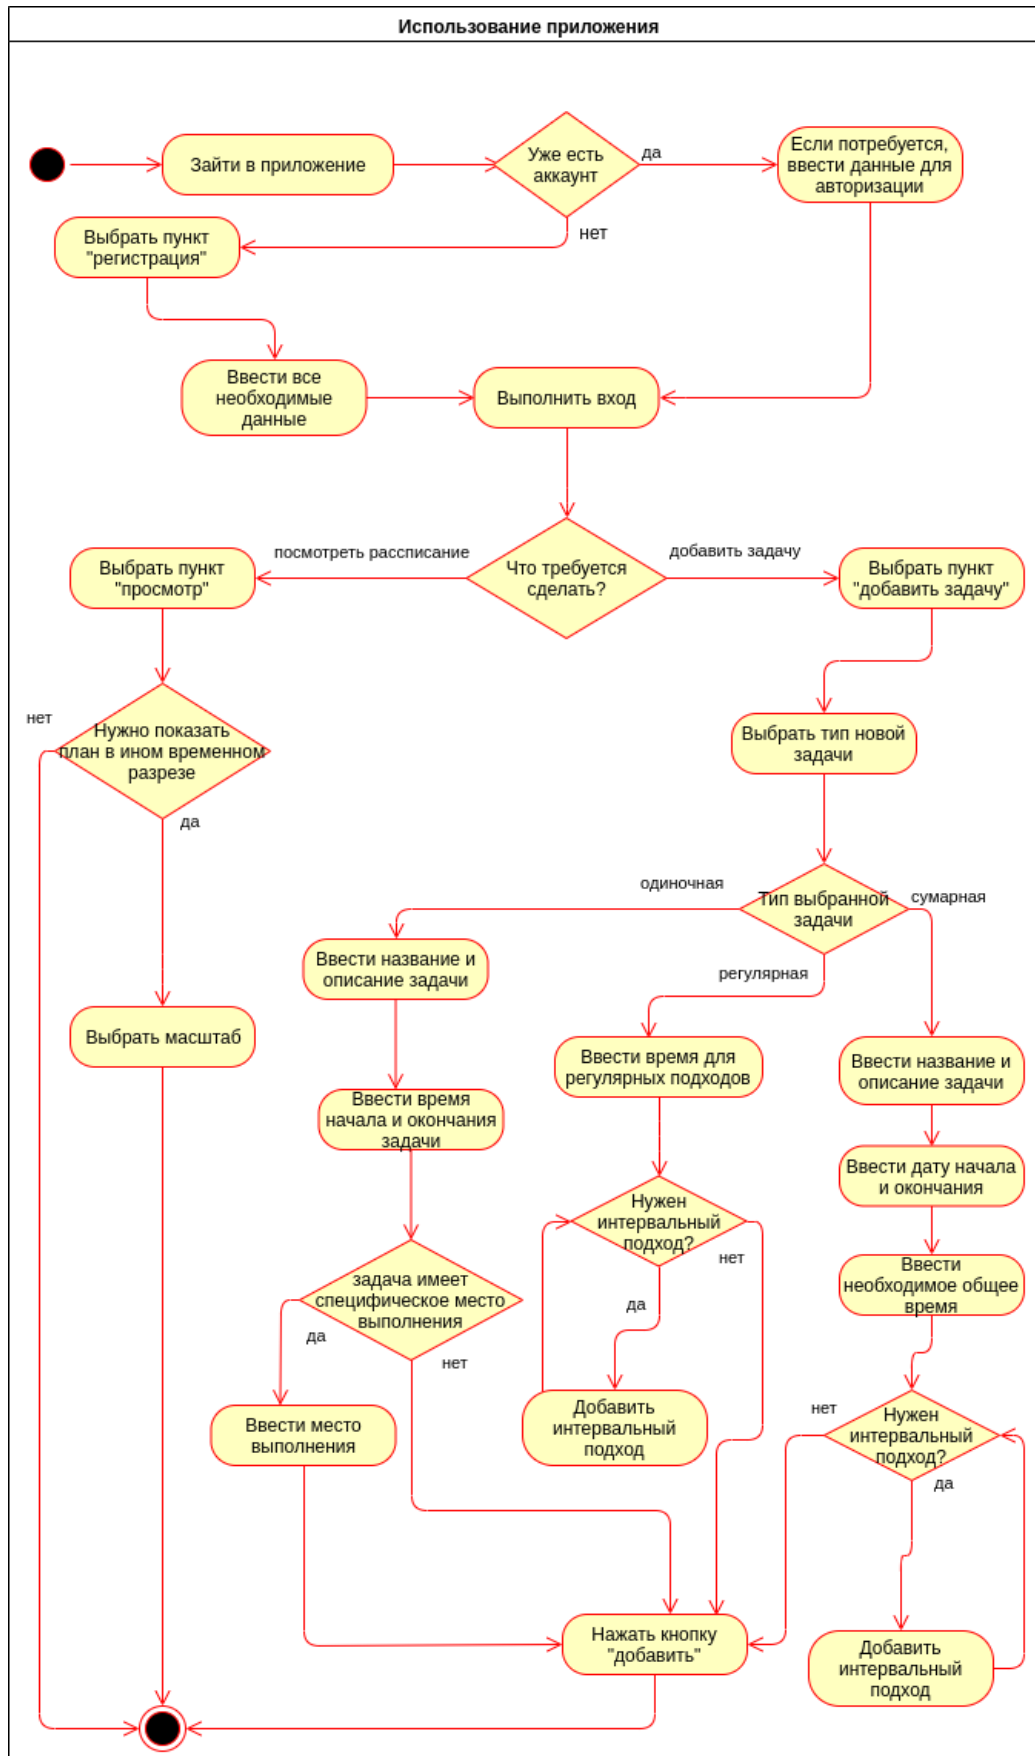 Использование приложения
Зайти в приложение
Уже есть
аккаунт
да
Если потребуется,
ввести данные для
авторизации
нет
Выбрать пункт
"регистрация"
Ввести все
необходимые
данные
Выполнить вход
посмотреть рассписание
Что требуется
сделать?
добавить задачу
Выбрать пункт
"просмотр"
Выбрать пункт
"добавить задачу"
нет
Нужно показать
план в ином временном
разрезе
да
Выбрать тип новой
задачи
одиночная
Тип выбранной
задачи
сумарная
регулярная
Ввести название и
описание задачи
Выбрать масштаб
Ввести время для
регулярных подходов
Ввести название и
описание задачи
Ввести время
начала и окончания
задачи
Ввести дату начала
и окончания
Нужен
интервальный
подход?
нет
да
Ввести
необходимое общее
время
задача имеет
специфическое место
выполнения
да
нет
Ввести место
выполнения
Добавить
интервальный
подход
нет
Нужен
интервальный
подход?
да
Нажать кнопку
"добавить"
Добавить
интервальный
подход